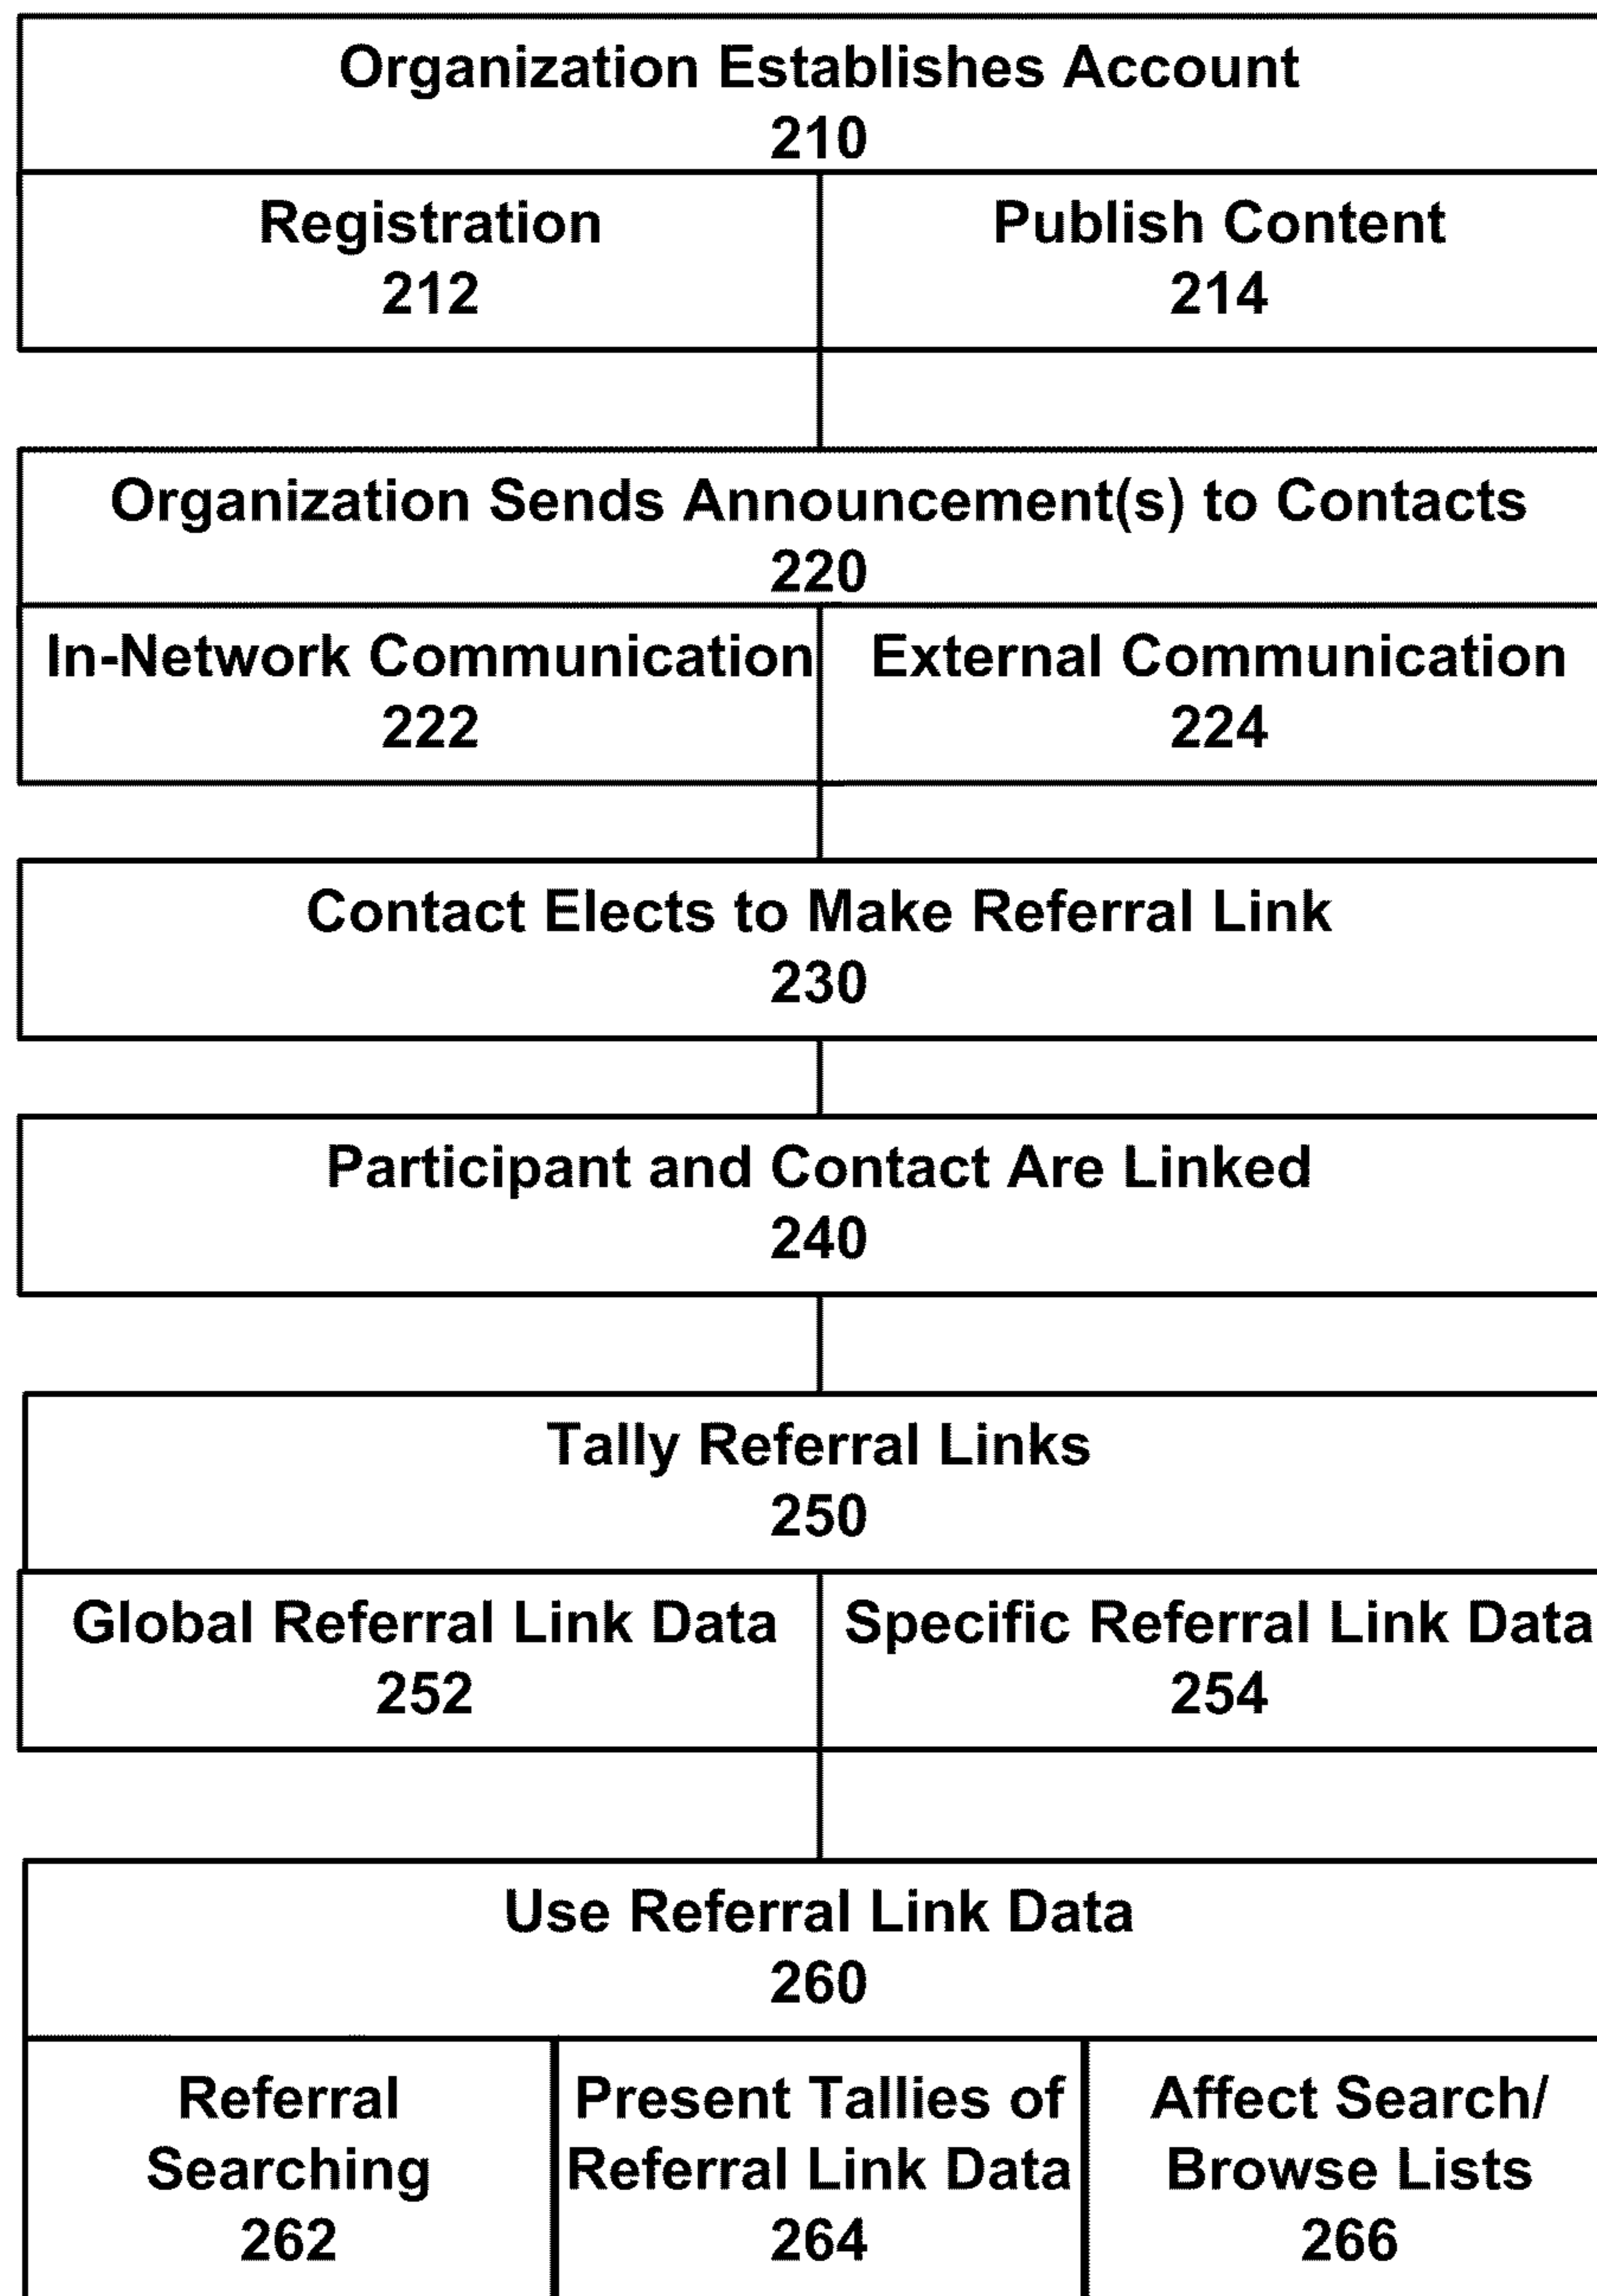 Organization Establishes Account
210
Registration
212
Publish Content
214
Organization Sends Announcement(s) to Contacts
220
In-Network Communication
222
External Communication
224
Contact Elects to Make Referral Link
230
Participant and Contact Are Linked
240
Tally Referral Links
250
Global Referral Link Data
252
Specific Referral Link Data
254
Use Referral Link Data
260
Referral
Searching
262
Present Tallies of
Referral Link Data
264
Affect Search/
Browse Lists
266